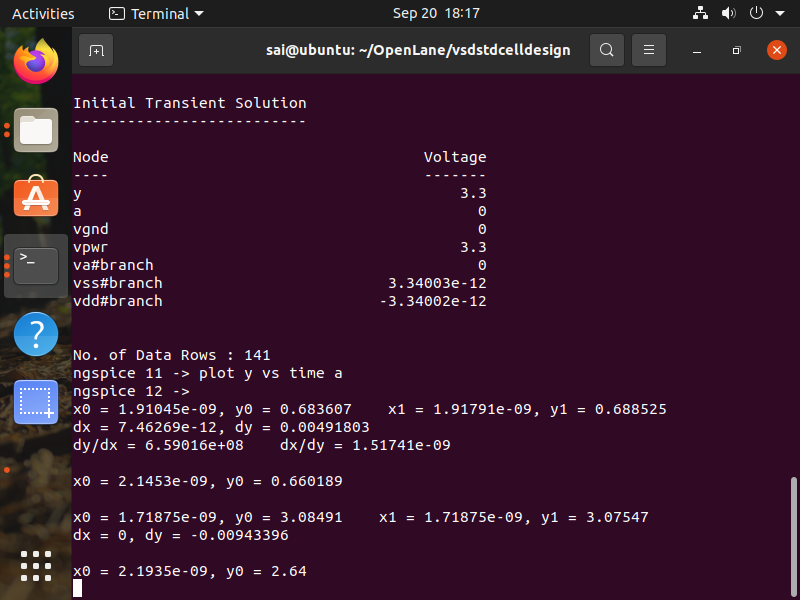 Activities Terminal Sep 20 18:17
sai@ubuntu: ~/OpenLane/vsdstdcelldesign
Initial Transient Solution
--------------------------
Node Voltage
---- -------
y 3.3
a 0
vgnd 0
vpwr 3.3
va#branch 0
vss#branch 3.34003e-12
vdd#branch -3.34002e-12
No. of Data Rows : 141
ngspice 11 -> plot y vs time a
ngspice 12 ->
x0 = 1.91045e-09, y0 = 0.683607 x1 = 1.91791e-09, y1 = 0.688525
dx = 7.46269e-12, dy = 0.00491803
dy/dx = 6.59016e+08 dx/dy = 1.51741e-09
x0 = 2.1453e-09, y0 = 0.660189
x0 = 1.71875e-09, y0 = 3.08491 x1 = 1.71875e-09, y1 = 3.07547
dx = 0, dy = -0.00943396
x0 = 2.1935e-09, y0 = 2.64